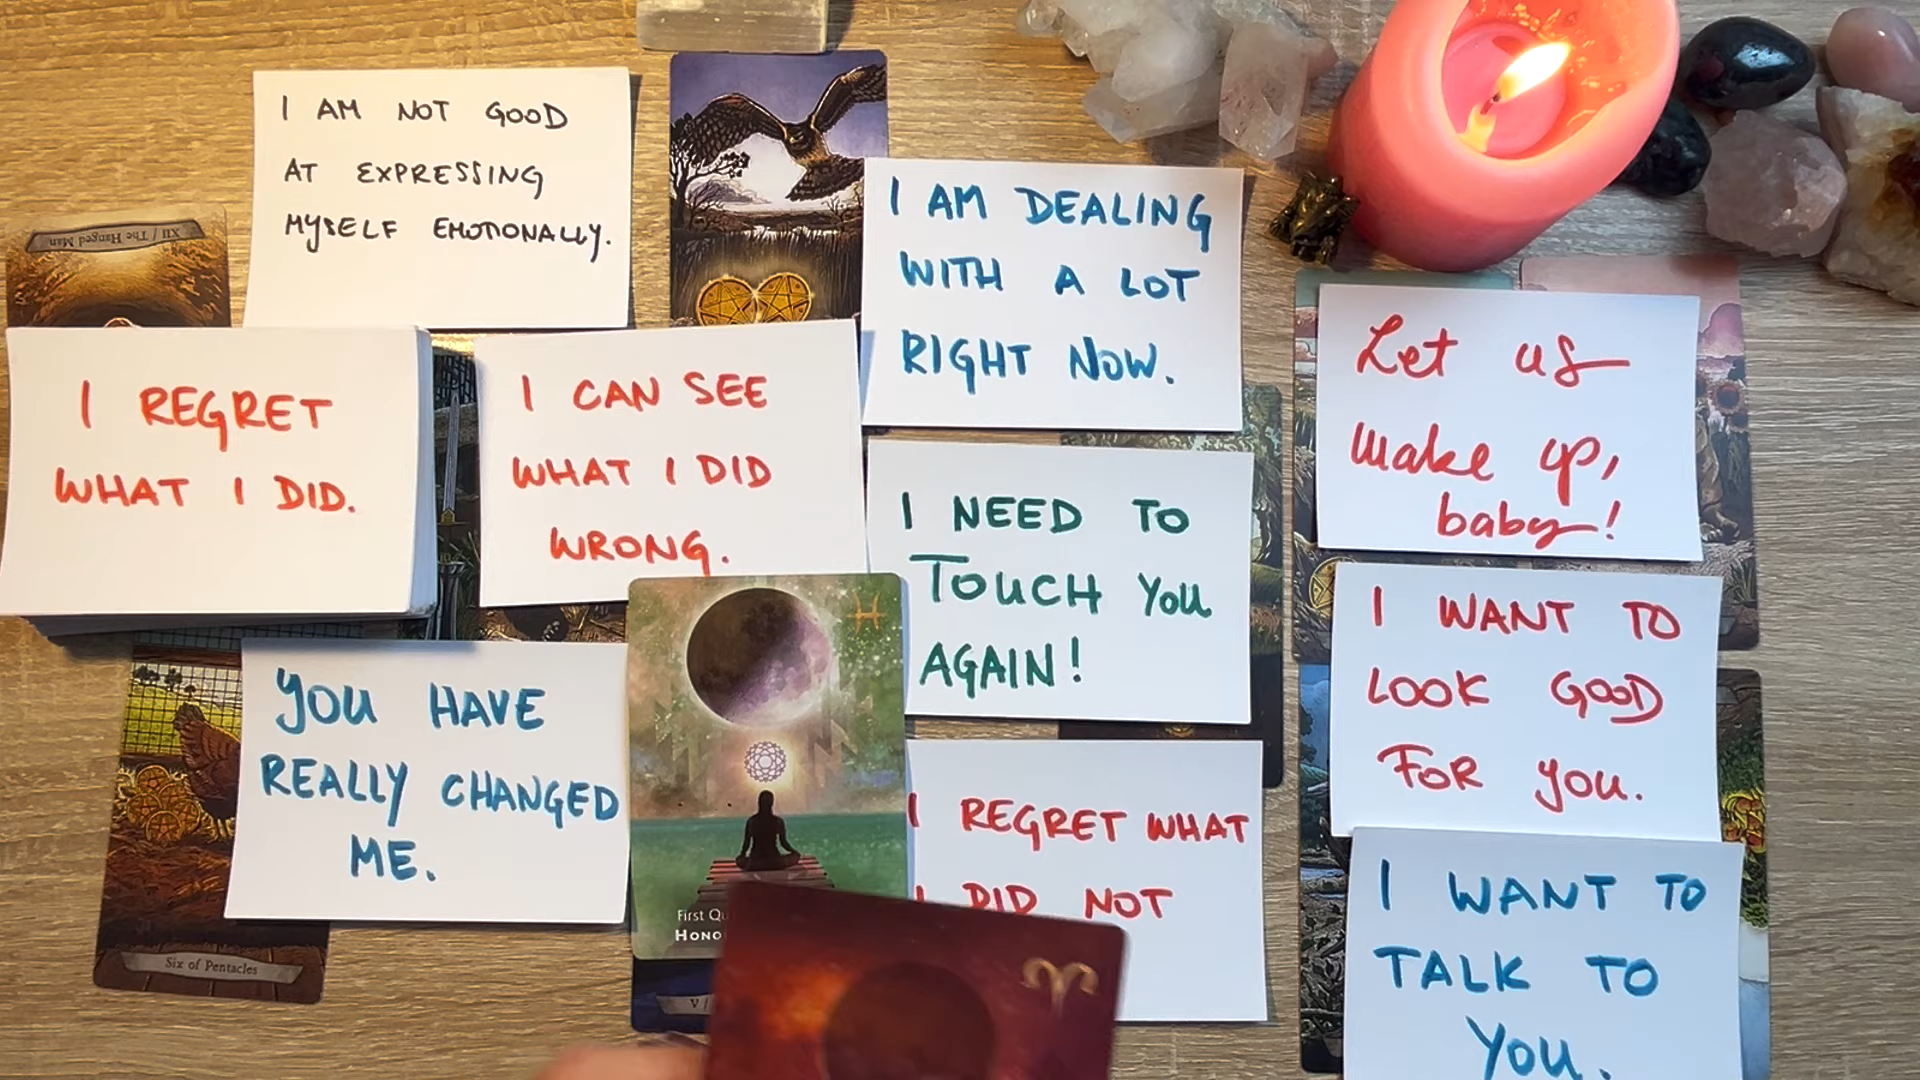 I AM NOT GOOD
AT EXPRESSING
MYSELF EMOTIONALLY.
XII / The Hanged Man
I AM DEALING
WITH A LOT
RIGHT NOW.
Let us
make up,
baby!
I REGRET
WHAT I DID.
I CAN SEE
WHAT I DID
WRONG.
I NEED TO
TOUCH YOU
AGAIN!
I WANT TO
LOOK GOOD
FOR YOU.
YOU HAVE
REALLY CHANGED
ME.
Six of Pentacles
First
V /
I REGRET WHAT
I DID NOT
I WANT TO
TALK TO
YOU.